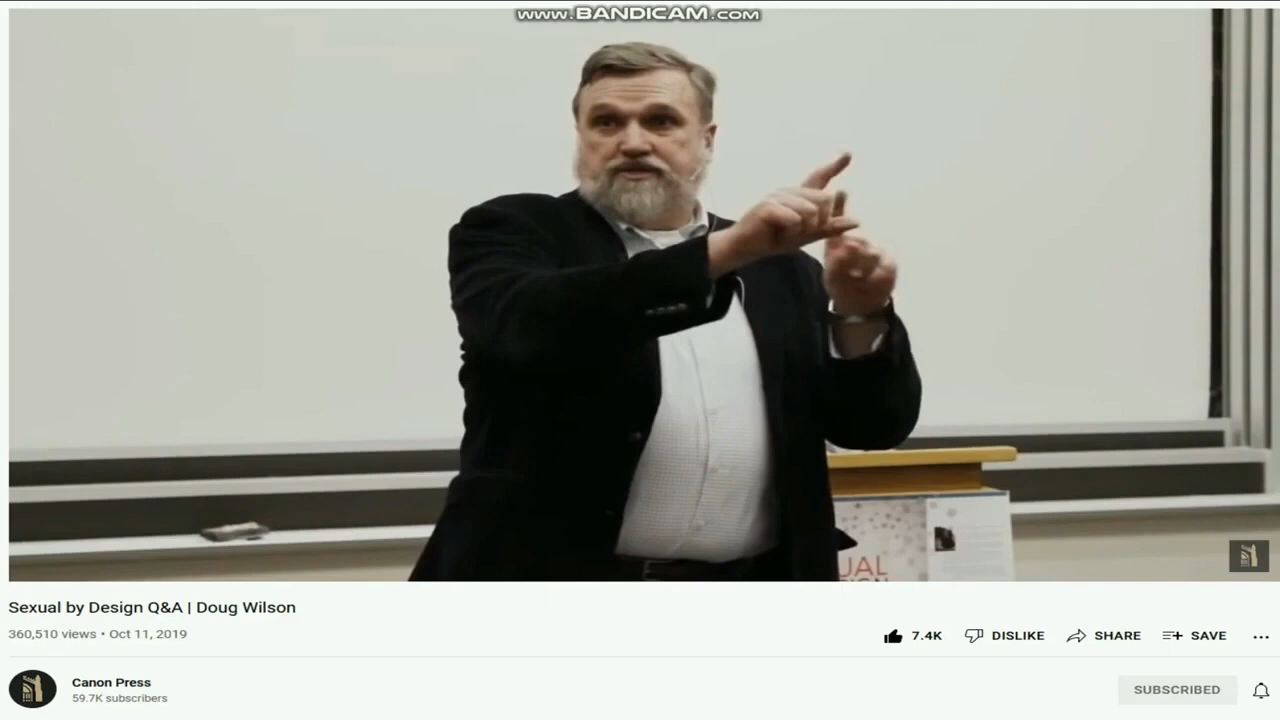 www.BANDICAM.com
UAL
Sexual by Design Q&A | Doug Wilson
360,510 views • Oct 11, 2019
7.4K DISLIKE SHARE SAVE ...
Canon Press
59.7K subscribers
SUBSCRIBED